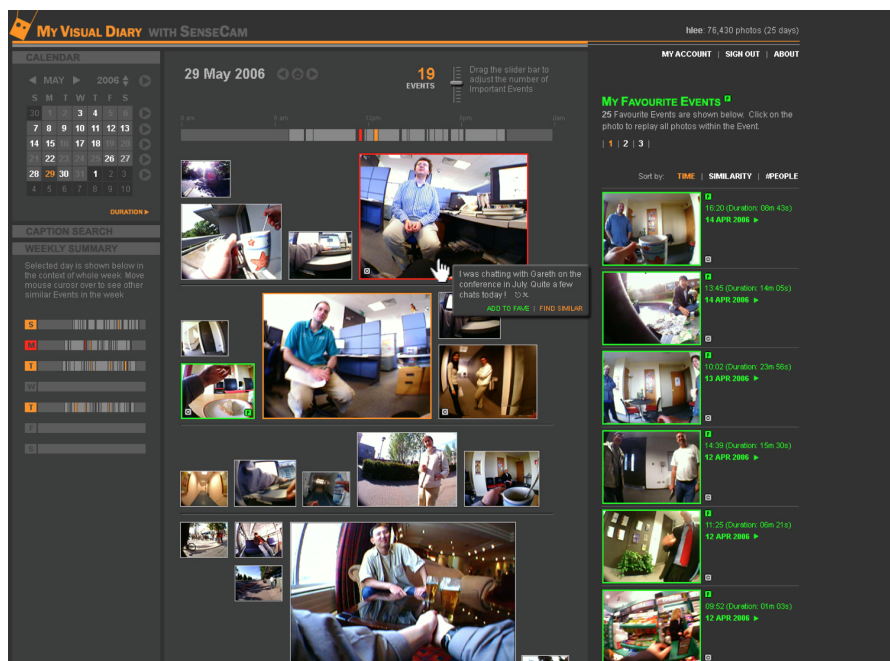 MY VISUAL DIARY WITH SENSECAM
hlee: 76,430 photos (25 days)
MY ACCOUNT | SIGN OUT | ABOUT
CALENDAR
MAY 2006
S M T W T F S
30 1 2 3 4 5 6
7 8 9 10 11 12 13
14 15 16 17 18 19 20
21 22 23 24 25 26 27
28 29 30 31 1 2 3
4 5 6 7 8 9 10
DURATION
CAPTION SEARCH
WEEKLY SUMMARY
Selected day is shown below in
the context of whole week. Move
mouse curosr over to see other
similar Events in the week
S
M
T
W
T
F
S
29 May 2006
19
EVENTS
Drag the slider bar to
adjust the number of
Important Events
12pm
6pm
0am
I was chatting with Gareth on the
conference in July. Quite a few
chats today !
ADD TO FAVE | FIND SIMILAR
MY FAVOURITE EVENTS F
25 Favourite Events are shown below. Click on the
photo to replay all photos within the Event.
| 1 | 2 | 3 |
Sort by: TIME | SIMILARITY | #PEOPLE
F
16:20 (Duration: 08m 43s)
14 APR 2006
F
13:45 (Duration: 14m 05s)
14 APR 2006
F
10:02 (Duration: 23m 56s)
13 APR 2006
F
14:39 (Duration: 15m 30s)
12 APR 2006
F
11:25 (Duration: 06m 21s)
12 APR 2006
F
09:52 (Duration: 01m 03s)
12 APR 2006